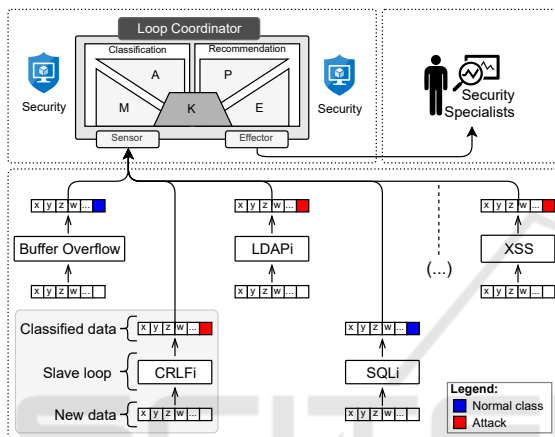 Loop Coordinator
Classification
Recommendation
A
P
M
K
E
Sensor
Effector
Security
Security
Security
Specialists
x y z w ...
x y z w ...
x y z w ...
Buffer Overflow
LDAPi
XSS
(...)
x y z w ...
x y z w ...
x y z w ...
Classified data
x y z w ...
x y z w ...
Slave loop
CRLFi
SQLi
New data
x y z w ...
x y z w ...
Legend:
Normal class
Attack